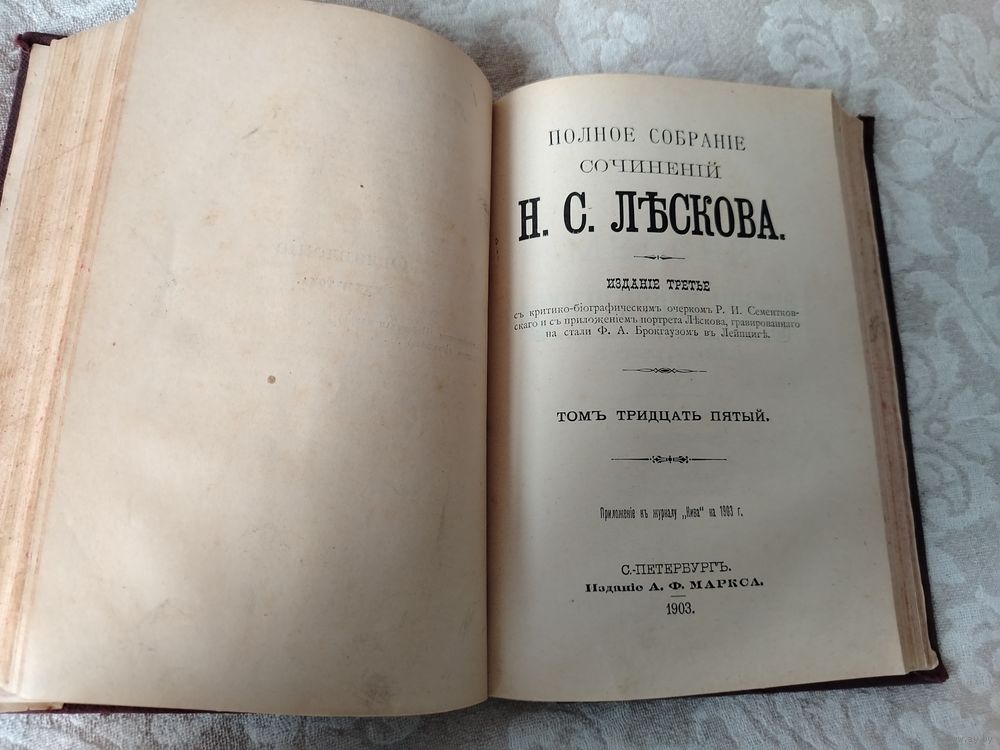 ПОЛНОЕ СОБРАНІЕ
СОЧИНЕНІЙ
Н. С. ЛѢСКОВА.
ИЗДАНІЕ ТРЕТЬЕ
съ критико-біографическимъ очеркомъ Р. И. Сементков-
скаго и съ приложеніемъ портрета Лѣскова, гравированнаго
на стали Ф. А. Брокгаузомъ въ Лейпцигѣ.
ТОМЪ ТРИДЦАТЬ ПЯТЫЙ.
Приложеніе къ журналу „Нива" на 1903 г.
С.-ПЕТЕРБУРГЪ.
Изданіе А. Ф. МАРКСА.
1903.